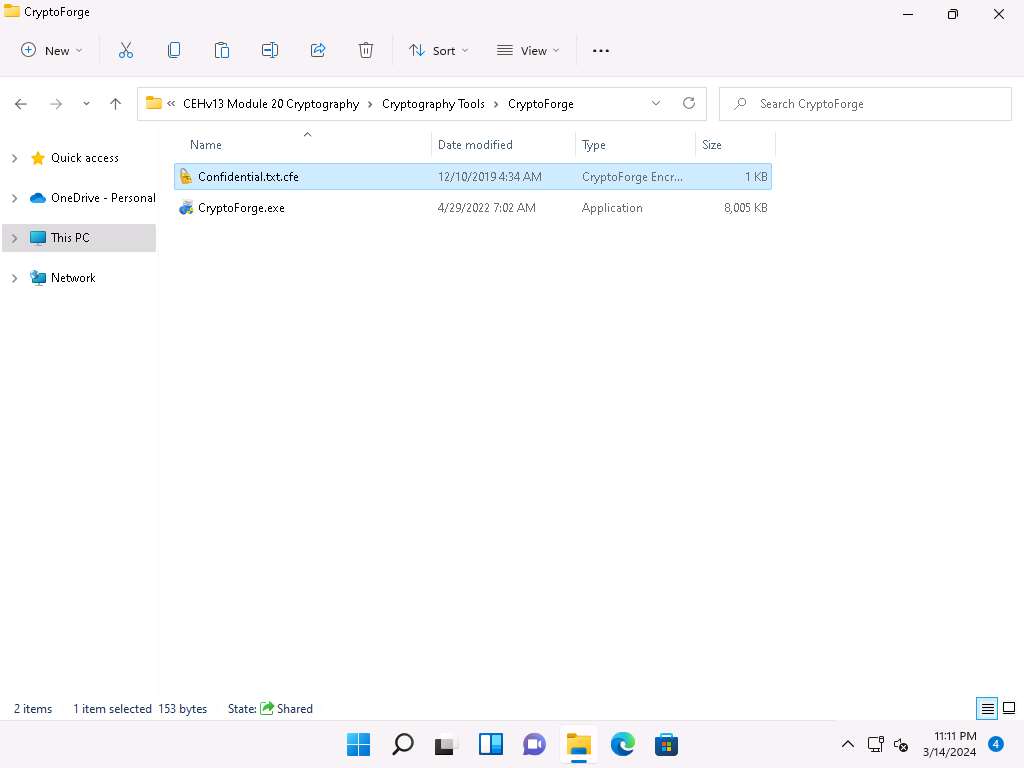 CryptoForge
New
Sort
View
« CEHv13 Module 20 Cryptography › Cryptography Tools › CryptoForge
Search CryptoForge
Name Date modified Type Size
Quick access
OneDrive - Personal
This PC
Network
Confidential.txt.cfe 12/10/2019 4:34 AM CryptoForge Encr... 1 KB
CryptoForge.exe 4/29/2022 7:02 AM Application 8,005 KB
2 items 1 item selected 153 bytes State: Shared
11:11 PM
3/14/2024
4